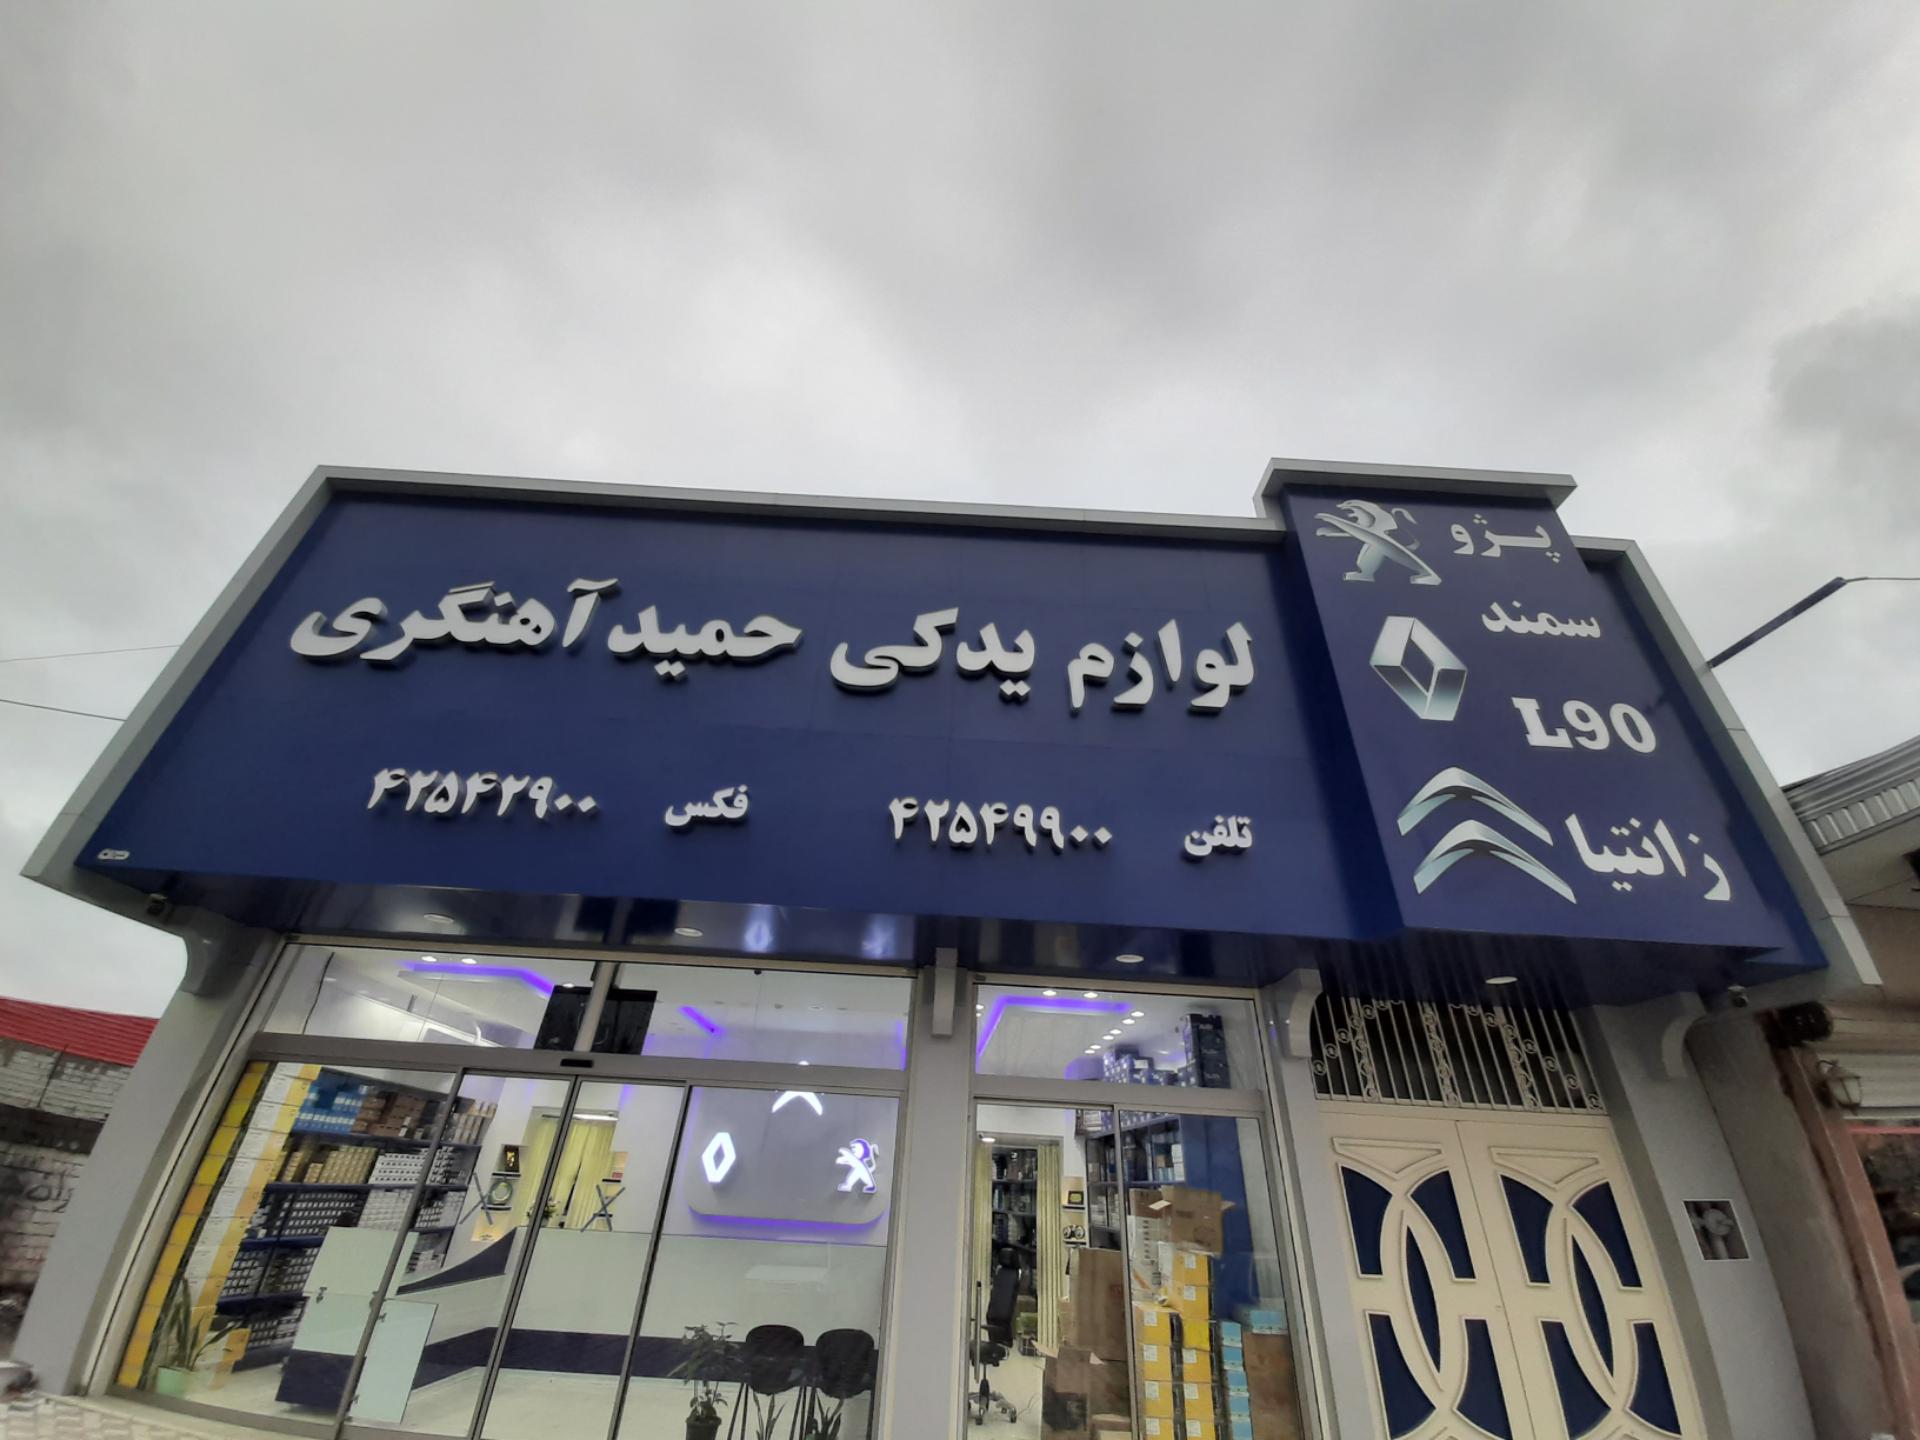 لوازم یدکی حمید آهنگری
تلفن ۴۲۵۴۹۹۰۰
فکس ۴۲۵۴۲۹۰۰
پژو
سمند
L90
زانتیا